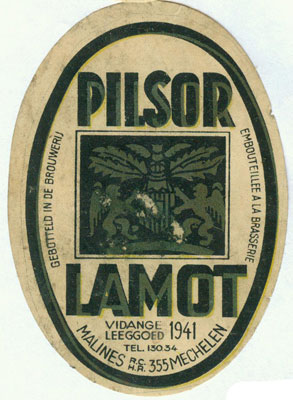 PILSOR
GEBOTTELD IN DE BROUWERIJ
EMBOUTEILLEE A LA BRASSERIE
LAMOT
VIDANGE
LEEGGOED 1941
TEL. 130.34
MALINES R.C. H.R. 355 MECHELEN